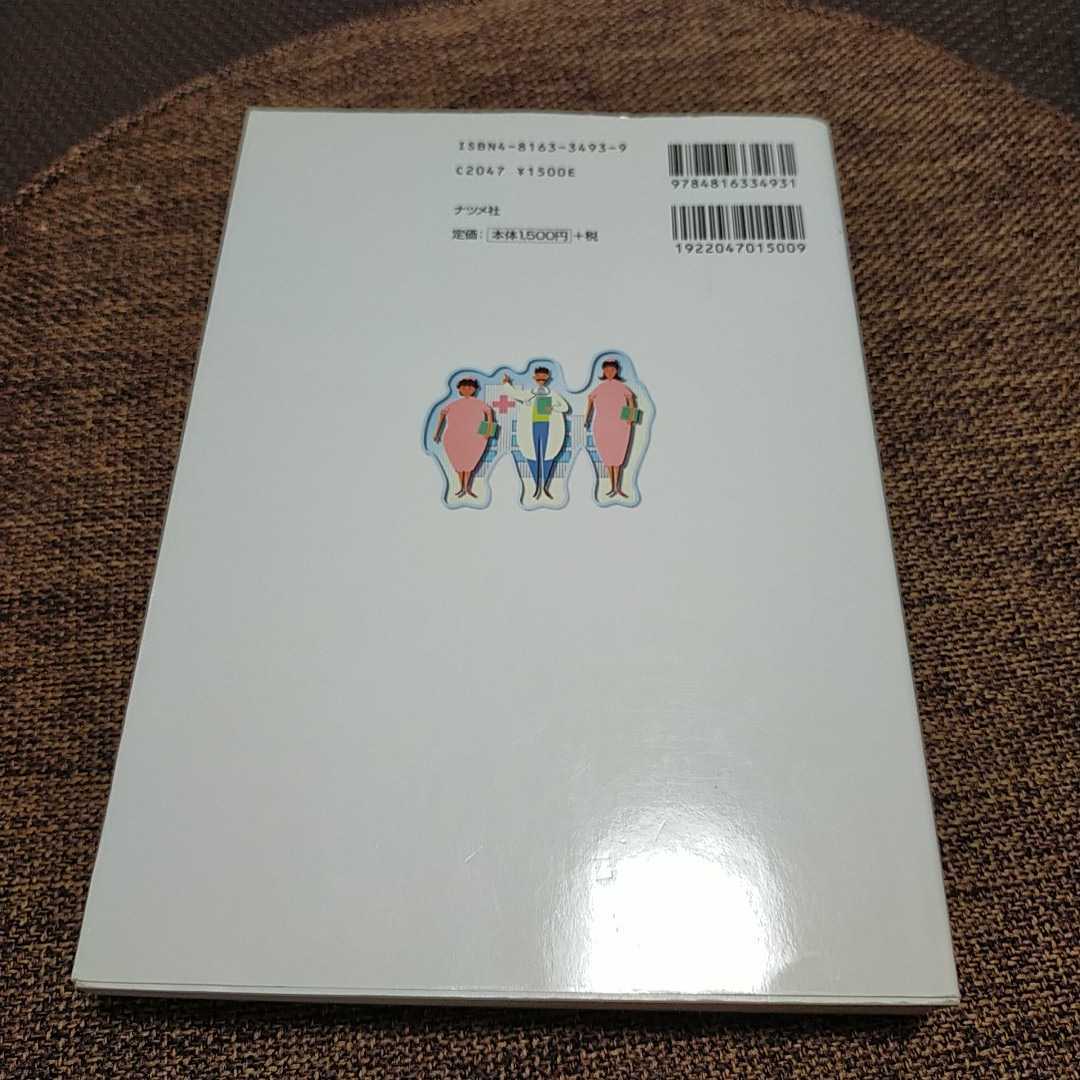 ISBN4-8163-3493-9
C2047 ¥1500E
ナツメ社
定価: 本体1,500円 +税
9784816334931
1922047015009